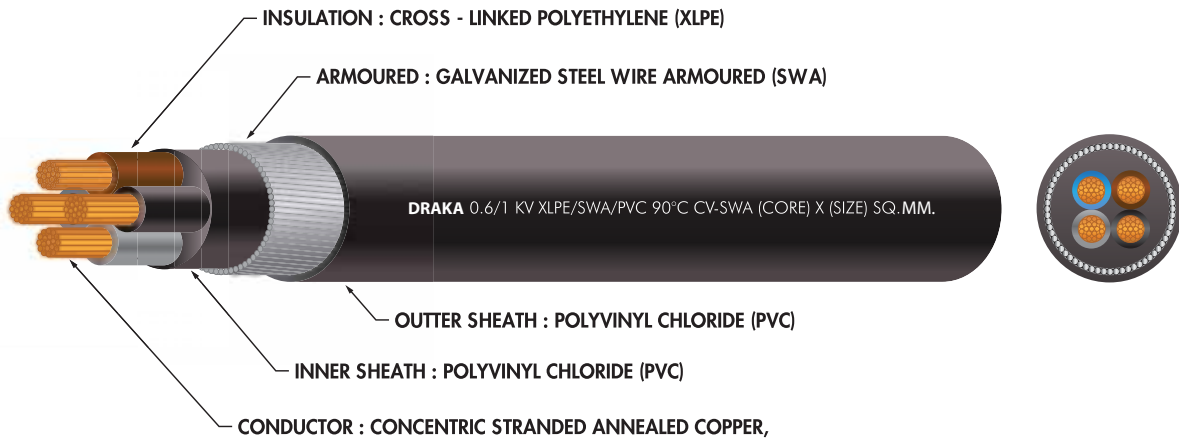 INSULATION : CROSS - LINKED POLYETHYLENE (XLPE)
ARMOURED : GALVANIZED STEEL WIRE ARMOURED (SWA)
DRAKA 0.6/1 KV XLPE/SWA/PVC 90°C CV-SWA (CORE) X (SIZE) SQ.MM.
OUTTER SHEATH : POLYVINYL CHLORIDE (PVC)
INNER SHEATH : POLYVINYL CHLORIDE (PVC)
CONDUCTOR : CONCENTRIC STRANDED ANNEALED COPPER,